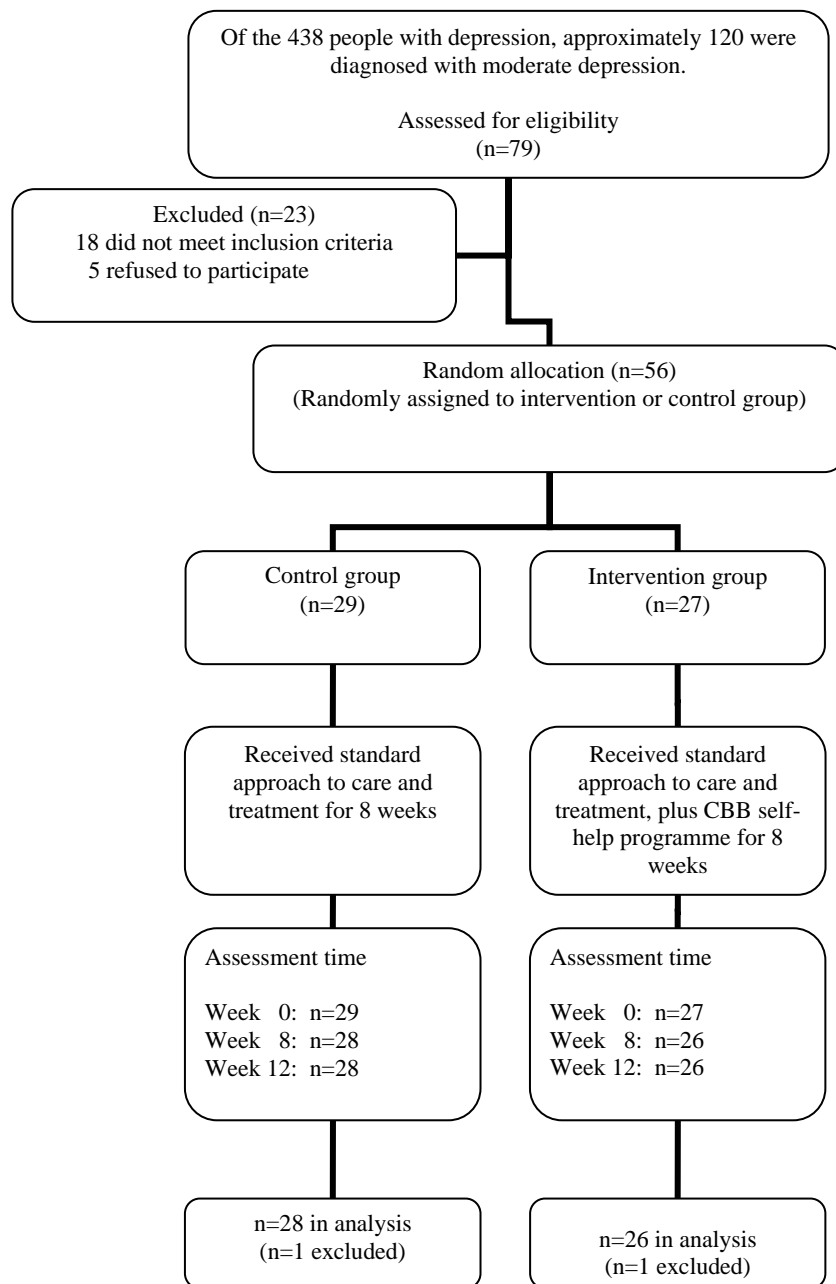 Of the 438 people with depression, approximately 120 were
diagnosed with moderate depression.
Assessed for eligibility
(n=79)
Excluded (n=23)
18 did not meet inclusion criteria
5 refused to participate
Random allocation (n=56)
(Randomly assigned to intervention or control group)
Control group
(n=29)
Intervention group
(n=27)
Received standard
approach to care and
treatment for 8 weeks
Received standard
approach to care and
treatment, plus CBB self-
help programme for 8
weeks
Assessment time
Week 0: n=29
Week 8: n=28
Week 12: n=28
Assessment time
Week 0: n=27
Week 8: n=26
Week 12: n=26
n=28 in analysis
(n=1 excluded)
n=26 in analysis
(n=1 excluded)